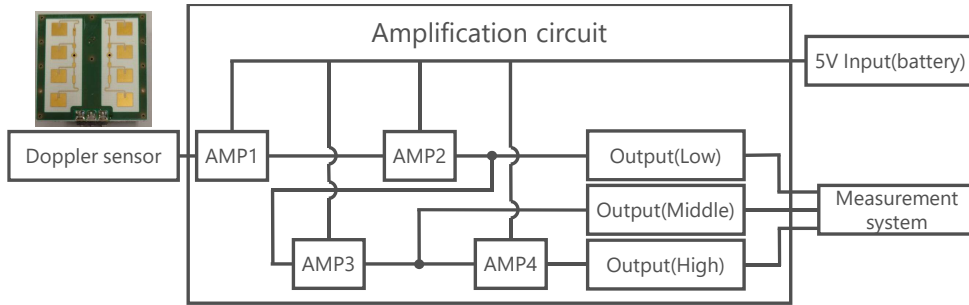 Amplification circuit
5V Input(battery)
Doppler sensor
AMP1
AMP2
Output(Low)
Output(Middle)
Measurement
system
AMP3
AMP4
Output(High)